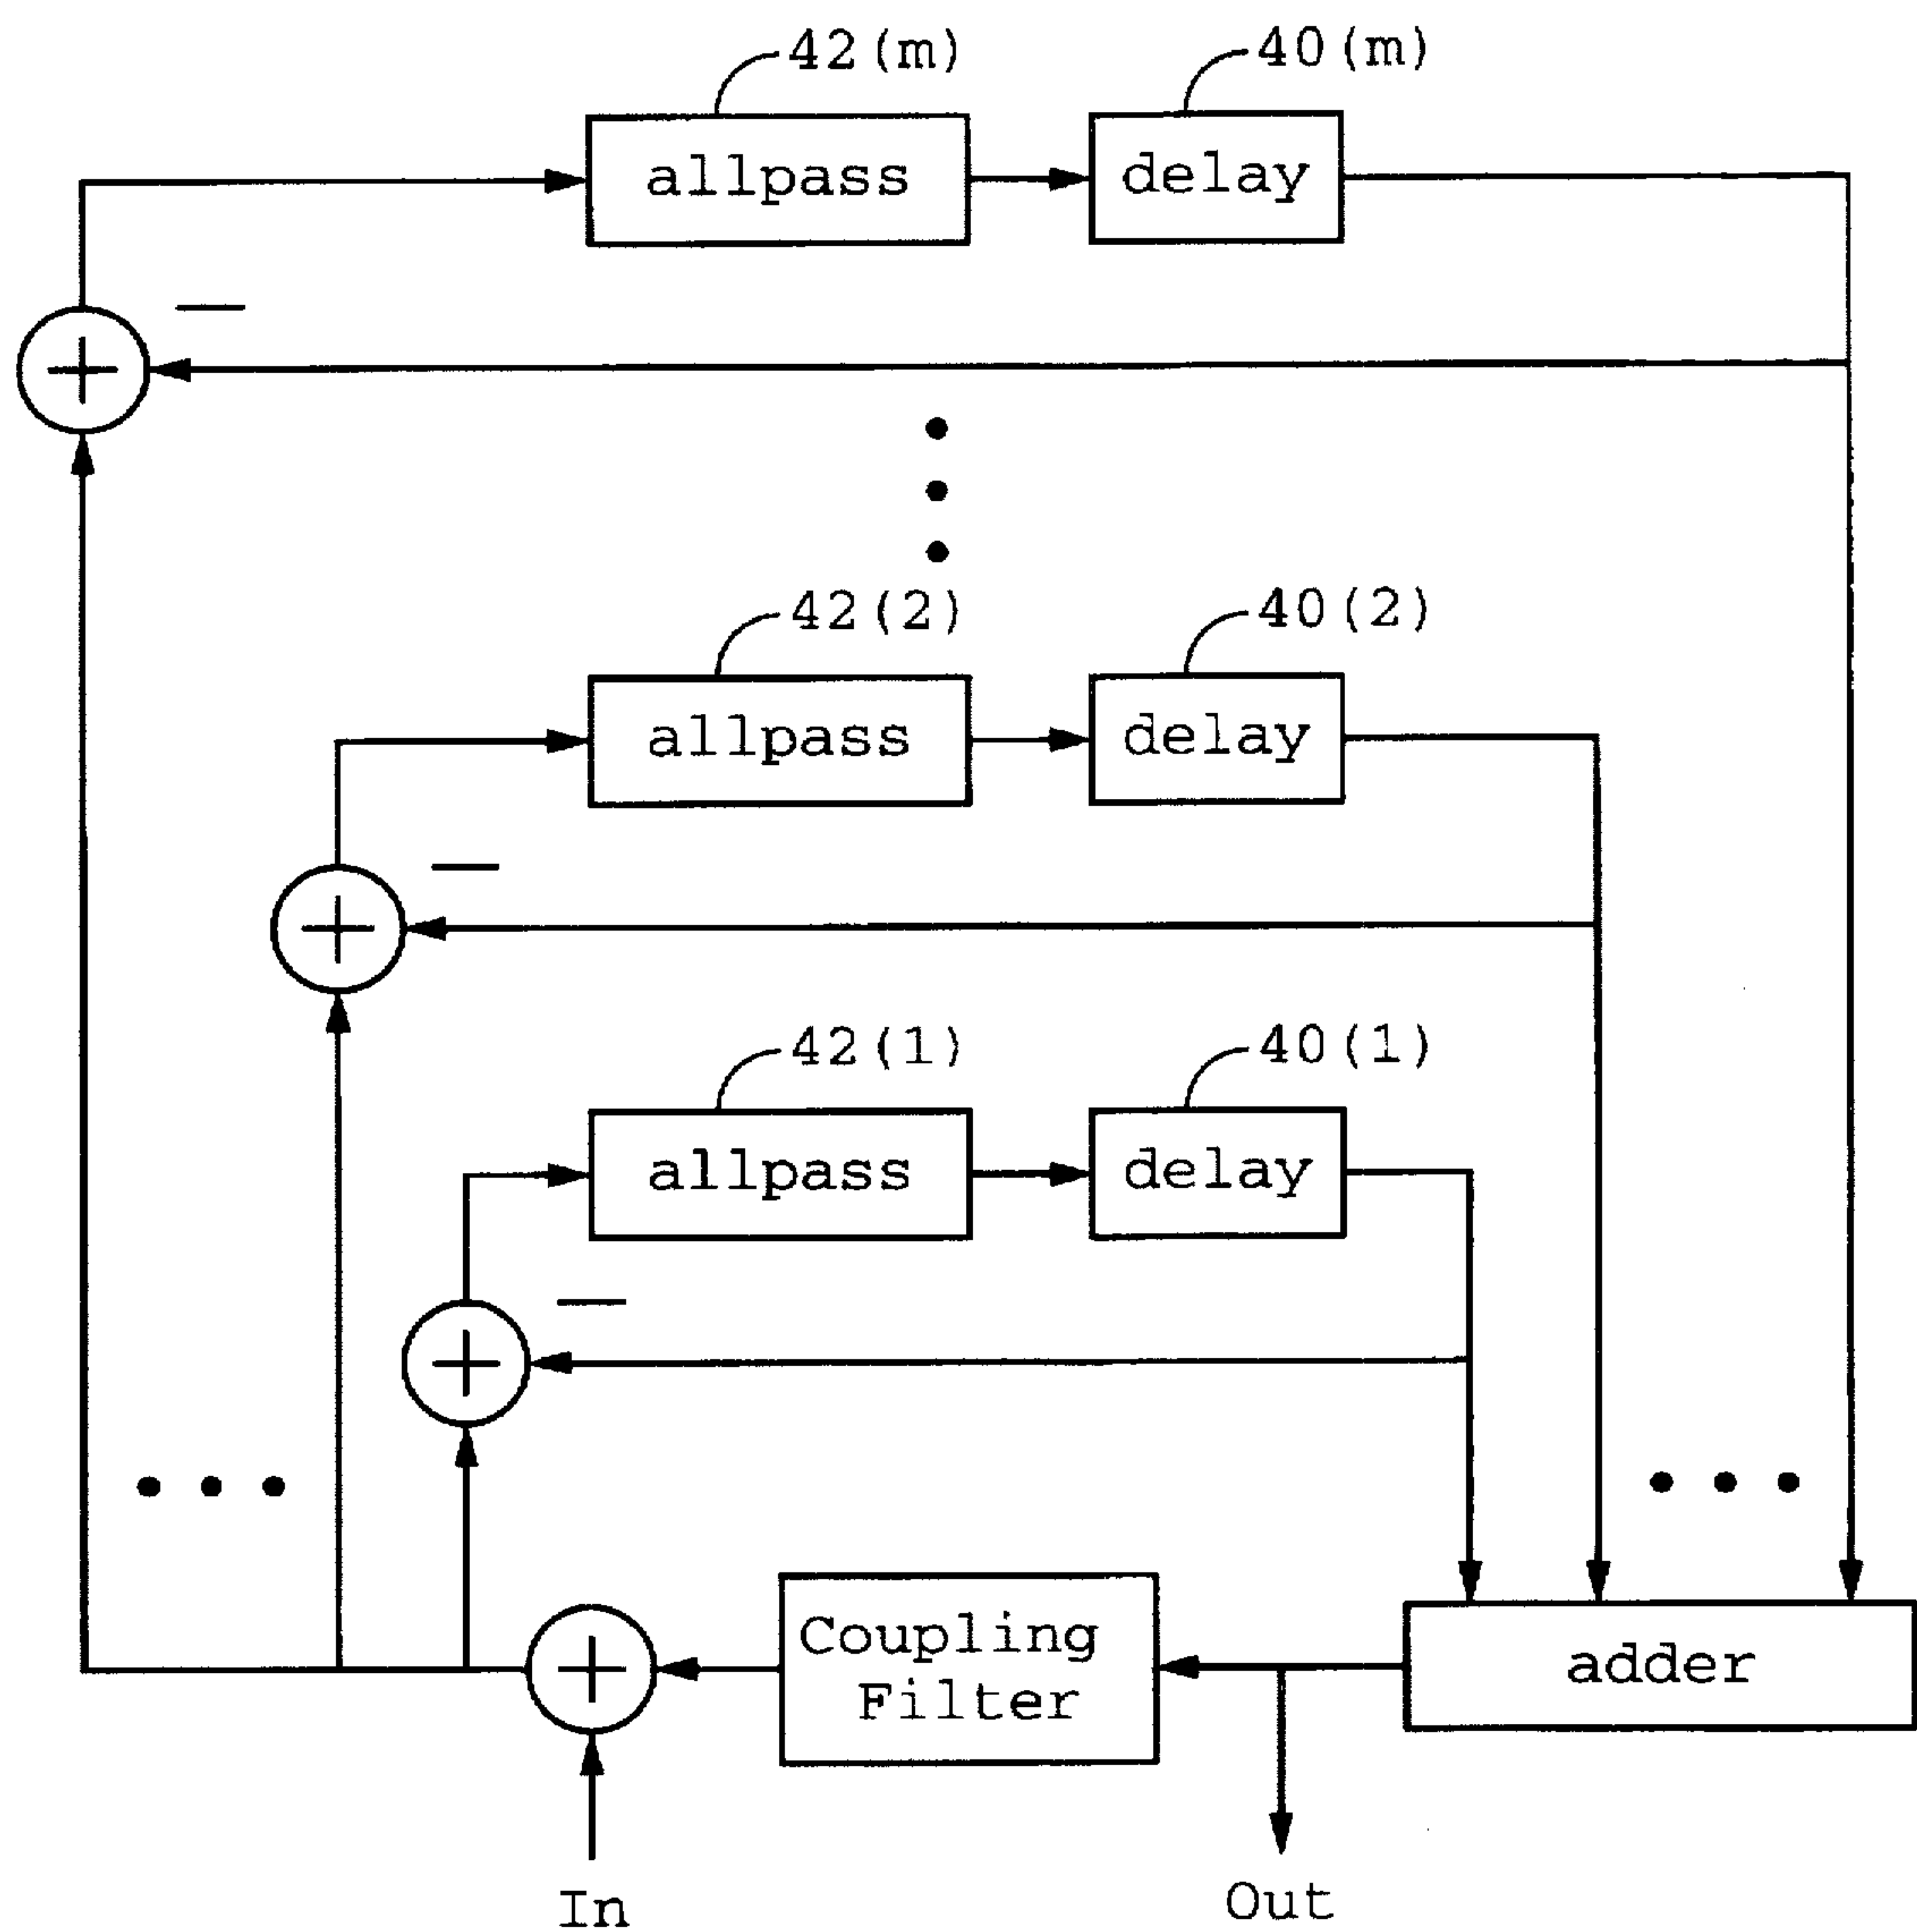 42(m) 40(m)
allpass delay
42(2) 40(2)
allpass delay
42(1) 40(1)
allpass delay
Coupling
Filter
adder
In
Out